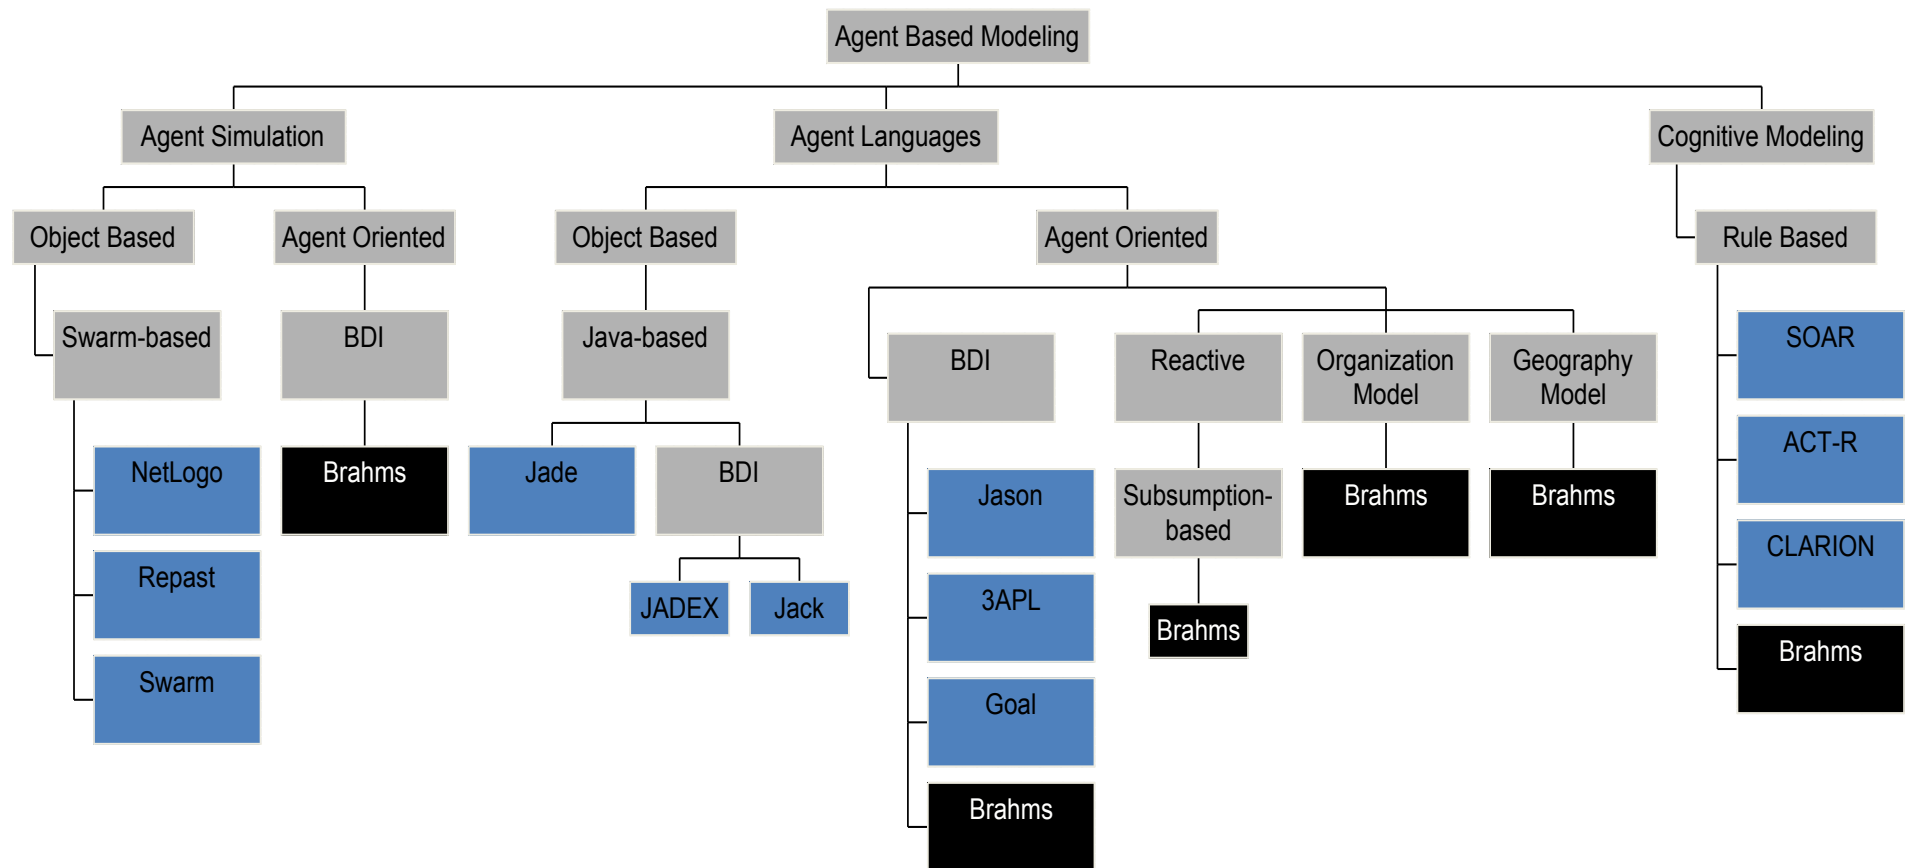 Agent Based Modeling
Agent Simulation
Agent Languages
Cognitive Modeling
Object Based
Agent Oriented
Object Based
Agent Oriented
Rule Based
Swarm-based
BDI
Java-based
BDI
Reactive
Organization
Model
Geography
Model
SOAR
NetLogo
Brahms
Jade
BDI
Jason
Subsumption-
based
Brahms
Brahms
ACT-R
Repast
JADEX
Jack
3APL
Brahms
CLARION
Swarm
Goal
Brahms
Brahms